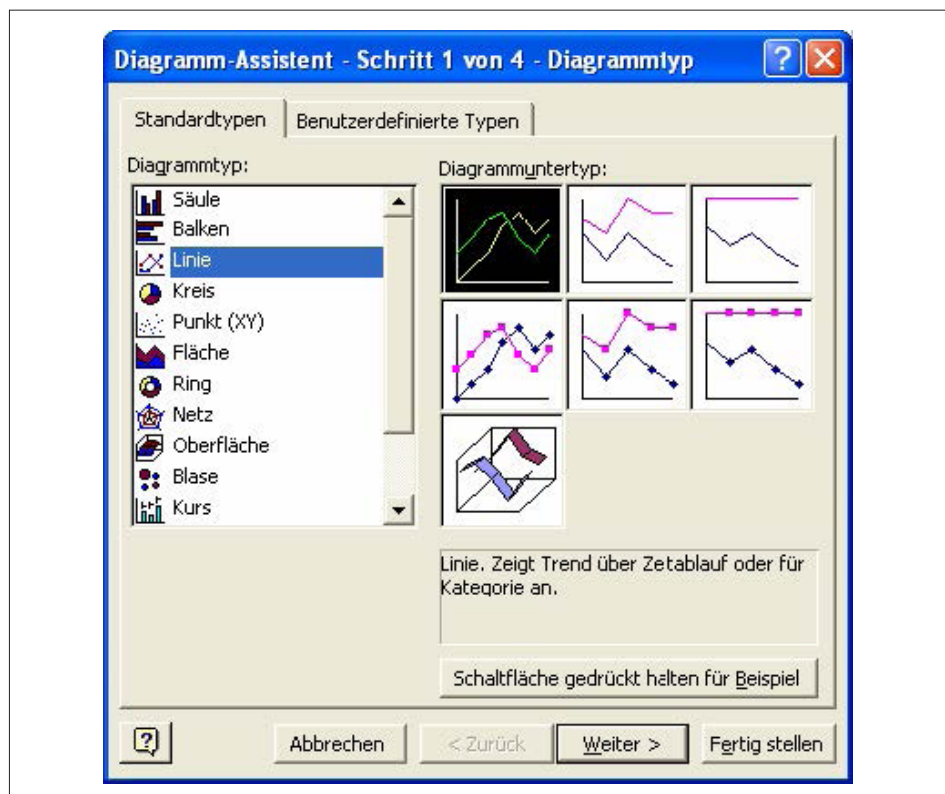 Diagramm-Assistent - Schritt 1 von 4 - Diagrammtyp
Standardtypen
Benutzerdefinierte Typen
Diagrammtyp:
Säule
Balken
Linie
Kreis
Punkt (XY)
Fläche
Ring
Netz
Oberfläche
Blase
Kurs
Diagrammuntertyp:
Linie. Zeigt Trend über Zetablauf oder für
Kategorie an.
Schaltfläche gedrückt halten für Beispiel
Abbrechen
< Zurück
Weiter >
Fertig stellen